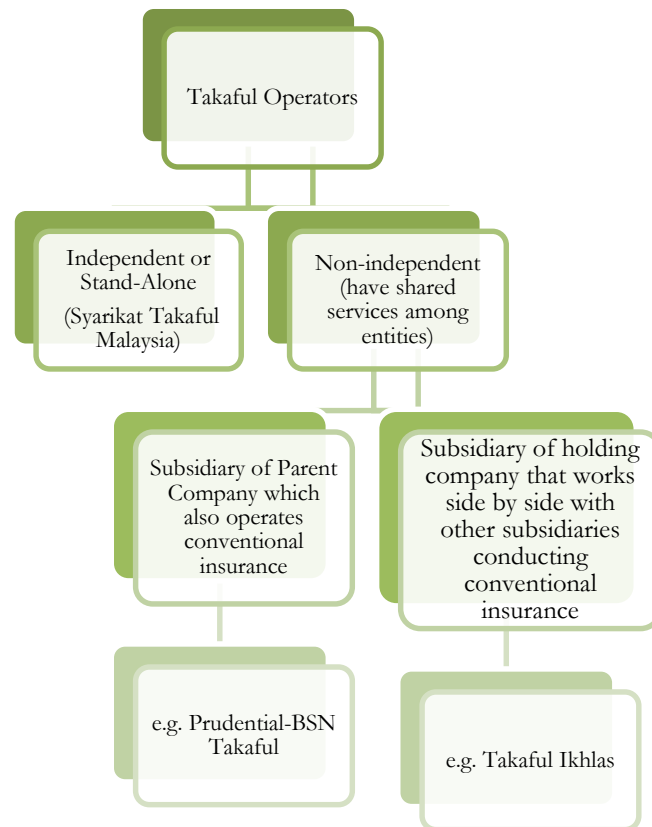 Takaful Operators
Independent or
Stand-Alone
(Syarikat Takaful
Malaysia)
Non-independent
(have shared
services among
entities)
Subsidiary of Parent
Company which
also operates
conventional
insurance
Subsidiary of holding
company that works
side by side with
other subsidiaries
conducting
conventional
insurance
e.g. Prudential-BSN
Takaful
e.g. Takaful Ikhlas